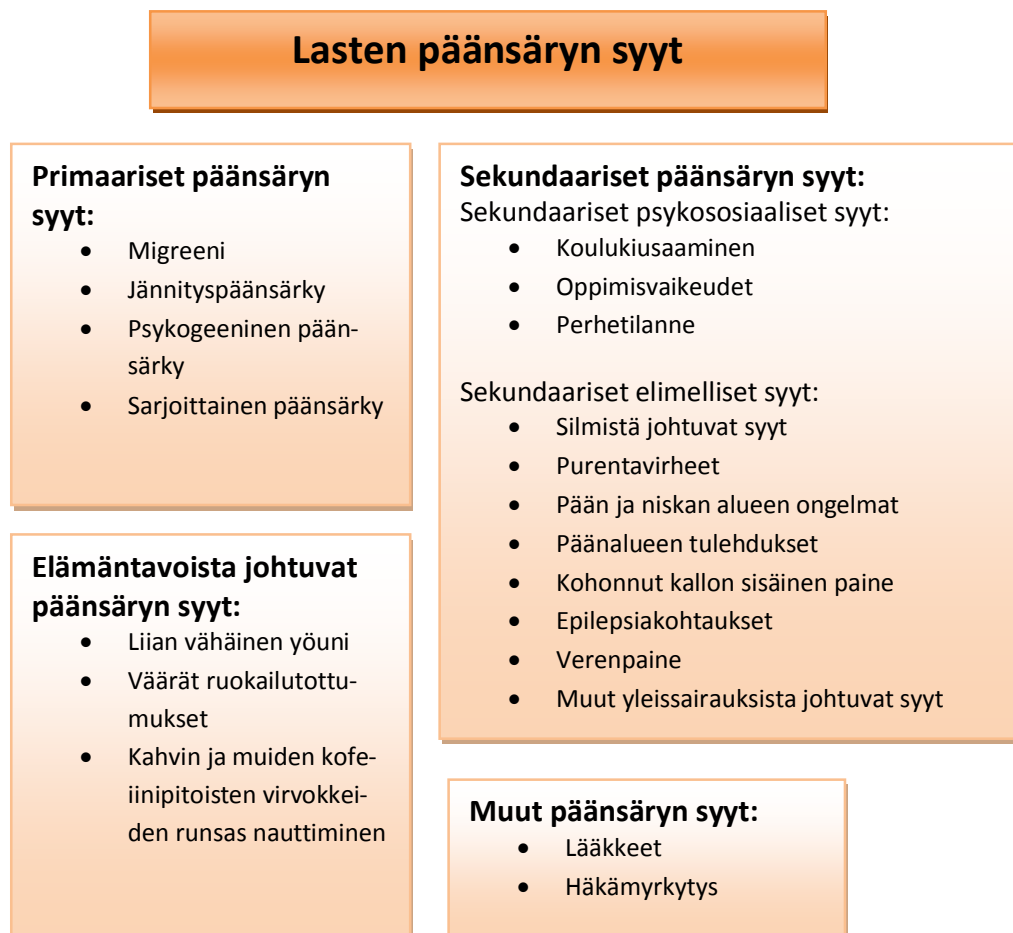 Lasten päänsäryn syyt
Primaariset päänsäryn
syyt:
• Migreeni
• Jännityspäänsärky
• Psykogeeninen pään-
särky
• Sarjoittainen päänsärky
Elämäntavoista johtuvat
päänsäryn syyt:
• Liian vähäinen yöuni
• Väärät ruokailutottu-
mukset
• Kahvin ja muiden kofe-
iinipitoisten virvokkei-
den runsas nauttiminen
Sekundaariset päänsäryn syyt:
Sekundaariset psykososiaaliset syyt:
• Koulukiusaaminen
• Oppimisvaikeudet
• Perhetilanne
Sekundaariset elimelliset syyt:
• Silmistä johtuvat syyt
• Purentavirheet
• Pään ja niskan alueen ongelmat
• Päänalueen tulehdukset
• Kohonnut kallon sisäinen paine
• Epilepsiakohtaukset
• Verenpaine
• Muut yleissairauksista johtuvat syyt
Muut päänsäryn syyt:
• Lääkkeet
• Häkämyrkytys